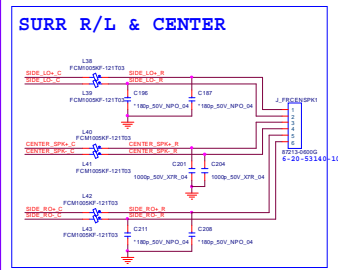 SURR R/L & CENTER
L38
FCM1005KF-121T03
SIDE_LO+_C SIDE_LO+_R
SIDE_LO-_C SIDE_LO-_R
L39
FCM1005KF-121T03
C196 C187
*180p_50V_NPO_04 *180p_50V_NPO_04
J_FRCENSPK1
1
2
3
4
5
6
87213-0600G
6-20-53140-10
L40
FCM1005KF-121T03
CENTER_SPK+_C CENTER_SPK+_R
CENTER_SPK-_C CENTER_SPK-_R
L41
FCM1005KF-121T03
C201 C204
1000p_50V_X7R_04 1000p_50V_X7R_04
L42
FCM1005KF-121T03
SIDE_RO+_C SIDE_RO+_R
SIDE_RO-_C SIDE_RO-_R
L43
FCM1005KF-121T03
C211 C208
*180p_50V_NPO_04 *180p_50V_NPO_04